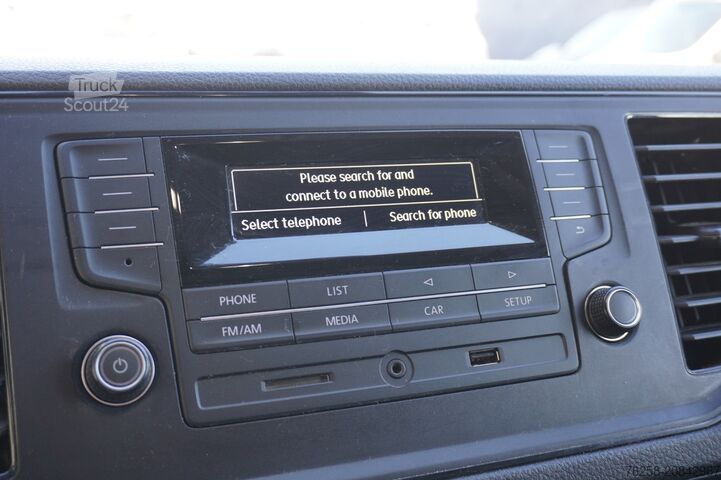 Truck
Scout24
Please search for and
connect to a mobile phone.
Select telephone | Search for phone
PHONE LIST
FM/AM MEDIA CAR SETUP